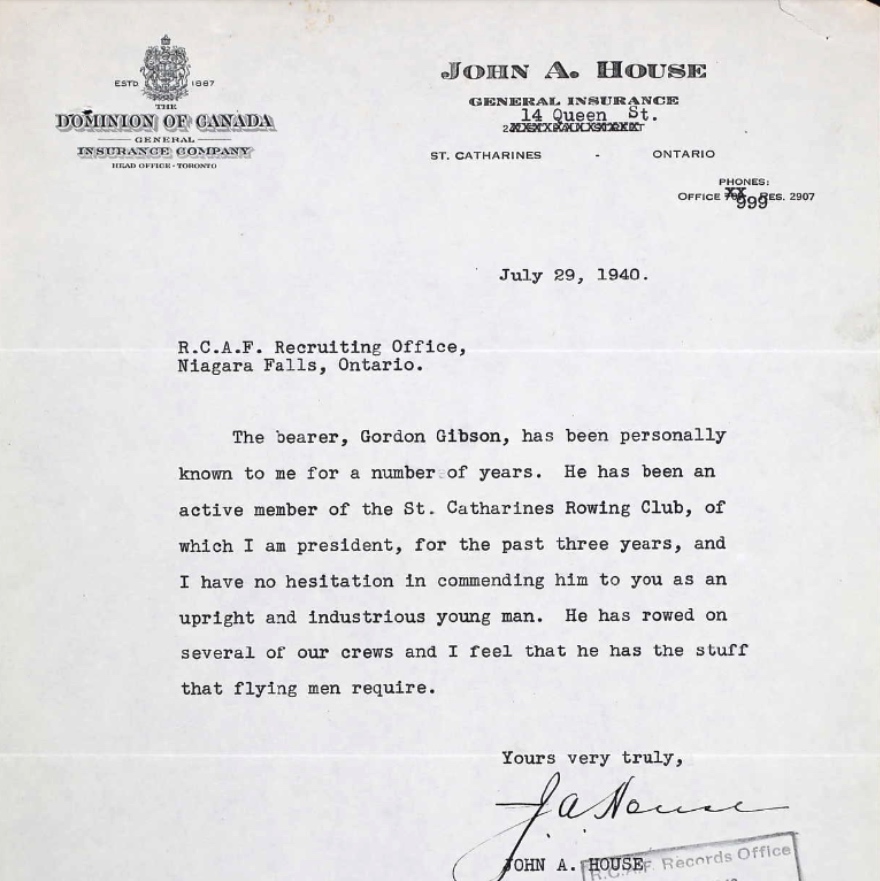 ESTD 1887
THE
DOMINION OF CANADA
GENERAL
INSURANCE COMPANY
HEAD OFFICE - TORONTO
JOHN A. HOUSE
GENERAL INSURANCE
14 Queen St.
ST. CATHARINES - ONTARIO
PHONES:
OFFICE 999 RES. 2907
July 29, 1940.
R.C.A.F. Recruiting Office,
Niagara Falls, Ontario.
The bearer, Gordon Gibson, has been personally
known to me for a number of years. He has been an
active member of the St. Catharines Rowing Club, of
which I am president, for the past three years, and
I have no hesitation in commending him to you as an
upright and industrious young man. He has rowed on
several of our crews and I feel that he has the stuff
that flying men require.
Yours very truly,
J A House
JOHN A. HOUSE
R.C.A.F. Records Office